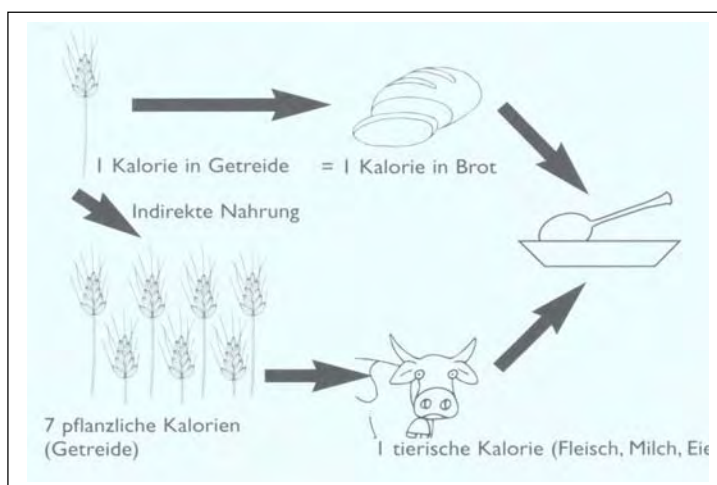 1 Kalorie in Getreide = 1 Kalorie in Brot
Indirekte Nahrung
7 pflanzliche Kalorien
(Getreide)
1 tierische Kalorie (Fleisch, Milch, Eie